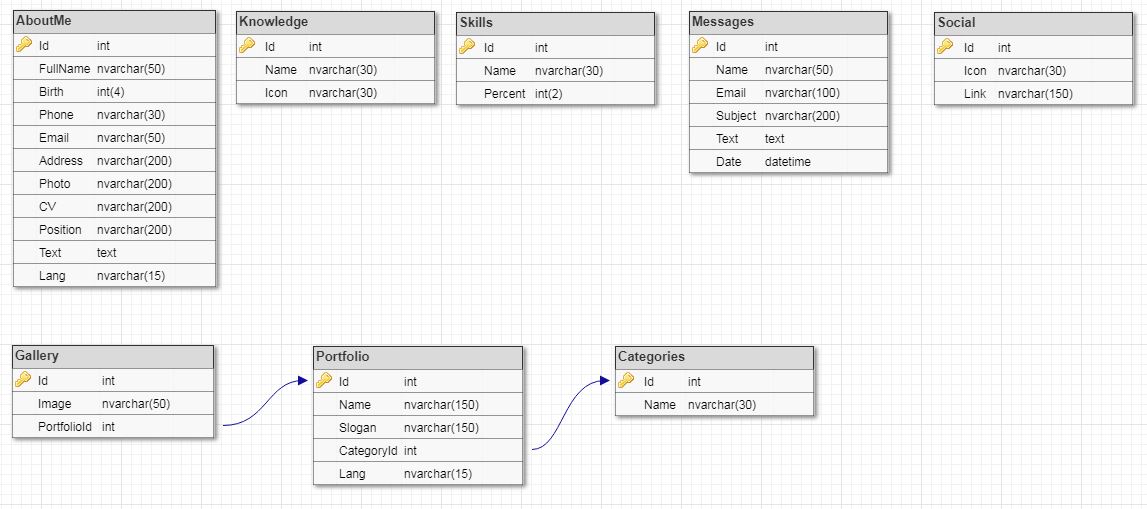 AboutMe
Id int
FullName nvarchar(50)
Birth int(4)
Phone nvarchar(30)
Email nvarchar(50)
Address nvarchar(200)
Photo nvarchar(200)
CV nvarchar(200)
Position nvarchar(200)
Text text
Lang nvarchar(15)
Knowledge
Id int
Name nvarchar(30)
Icon nvarchar(30)
Skills
Id int
Name nvarchar(30)
Percent int(2)
Messages
Id int
Name nvarchar(50)
Email nvarchar(100)
Subject nvarchar(200)
Text text
Date datetime
Social
Id int
Icon nvarchar(30)
Link nvarchar(150)
Gallery
Id int
Image nvarchar(50)
PortfolioId int
Portfolio
Id int
Name nvarchar(150)
Slogan nvarchar(150)
CategoryId int
Lang nvarchar(15)
Categories
Id int
Name nvarchar(30)